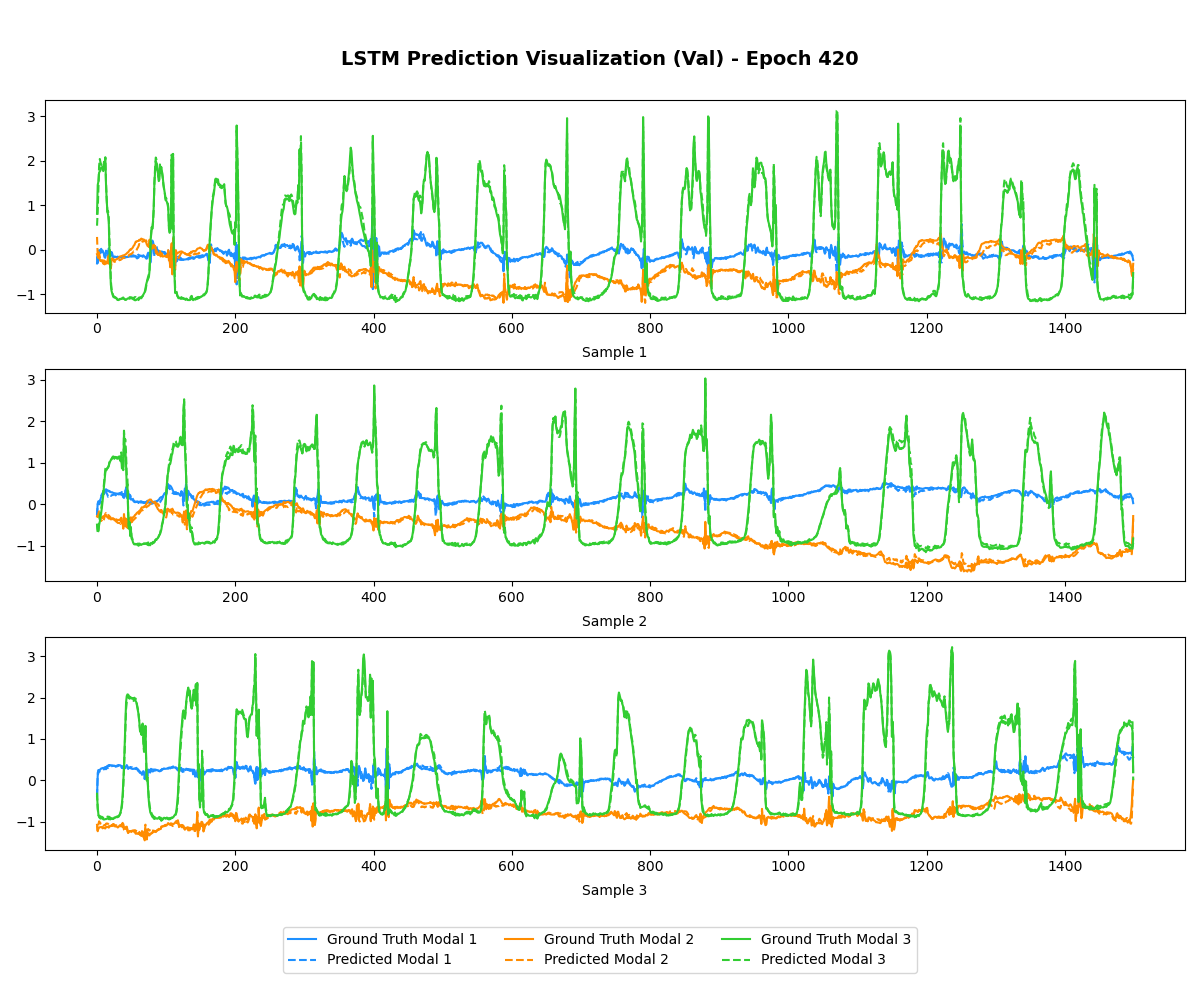 LSTM Prediction Visualization (Val) - Epoch 420
3
2
1
0
−1
0 200 400 600 800 1000 1200 1400
Sample 1
3
2
1
0
−1
0 200 400 600 800 1000 1200 1400
Sample 2
3
2
1
0
−1
0 200 400 600 800 1000 1200 1400
Sample 3
Ground Truth Modal 1 Ground Truth Modal 2 Ground Truth Modal 3
Predicted Modal 1 Predicted Modal 2 Predicted Modal 3